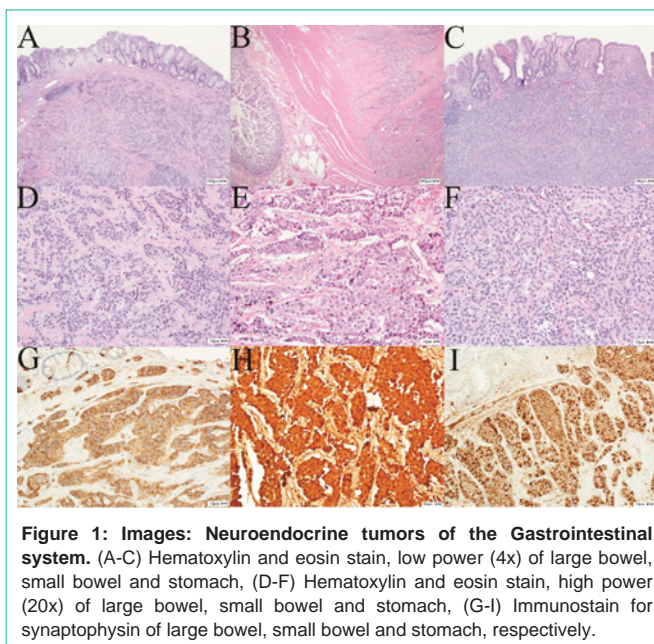 A
B
C
D
E
F
G
H
I
Figure 1: Images: Neuroendocrine tumors of the Gastrointestinal
system. (A-C) Hematoxylin and eosin stain, low power (4x) of large bowel,
small bowel and stomach, (D-F) Hematoxylin and eosin stain, high power
(20x) of large bowel, small bowel and stomach, (G-I) Immunostain for
synaptophysin of large bowel, small bowel and stomach, respectively.